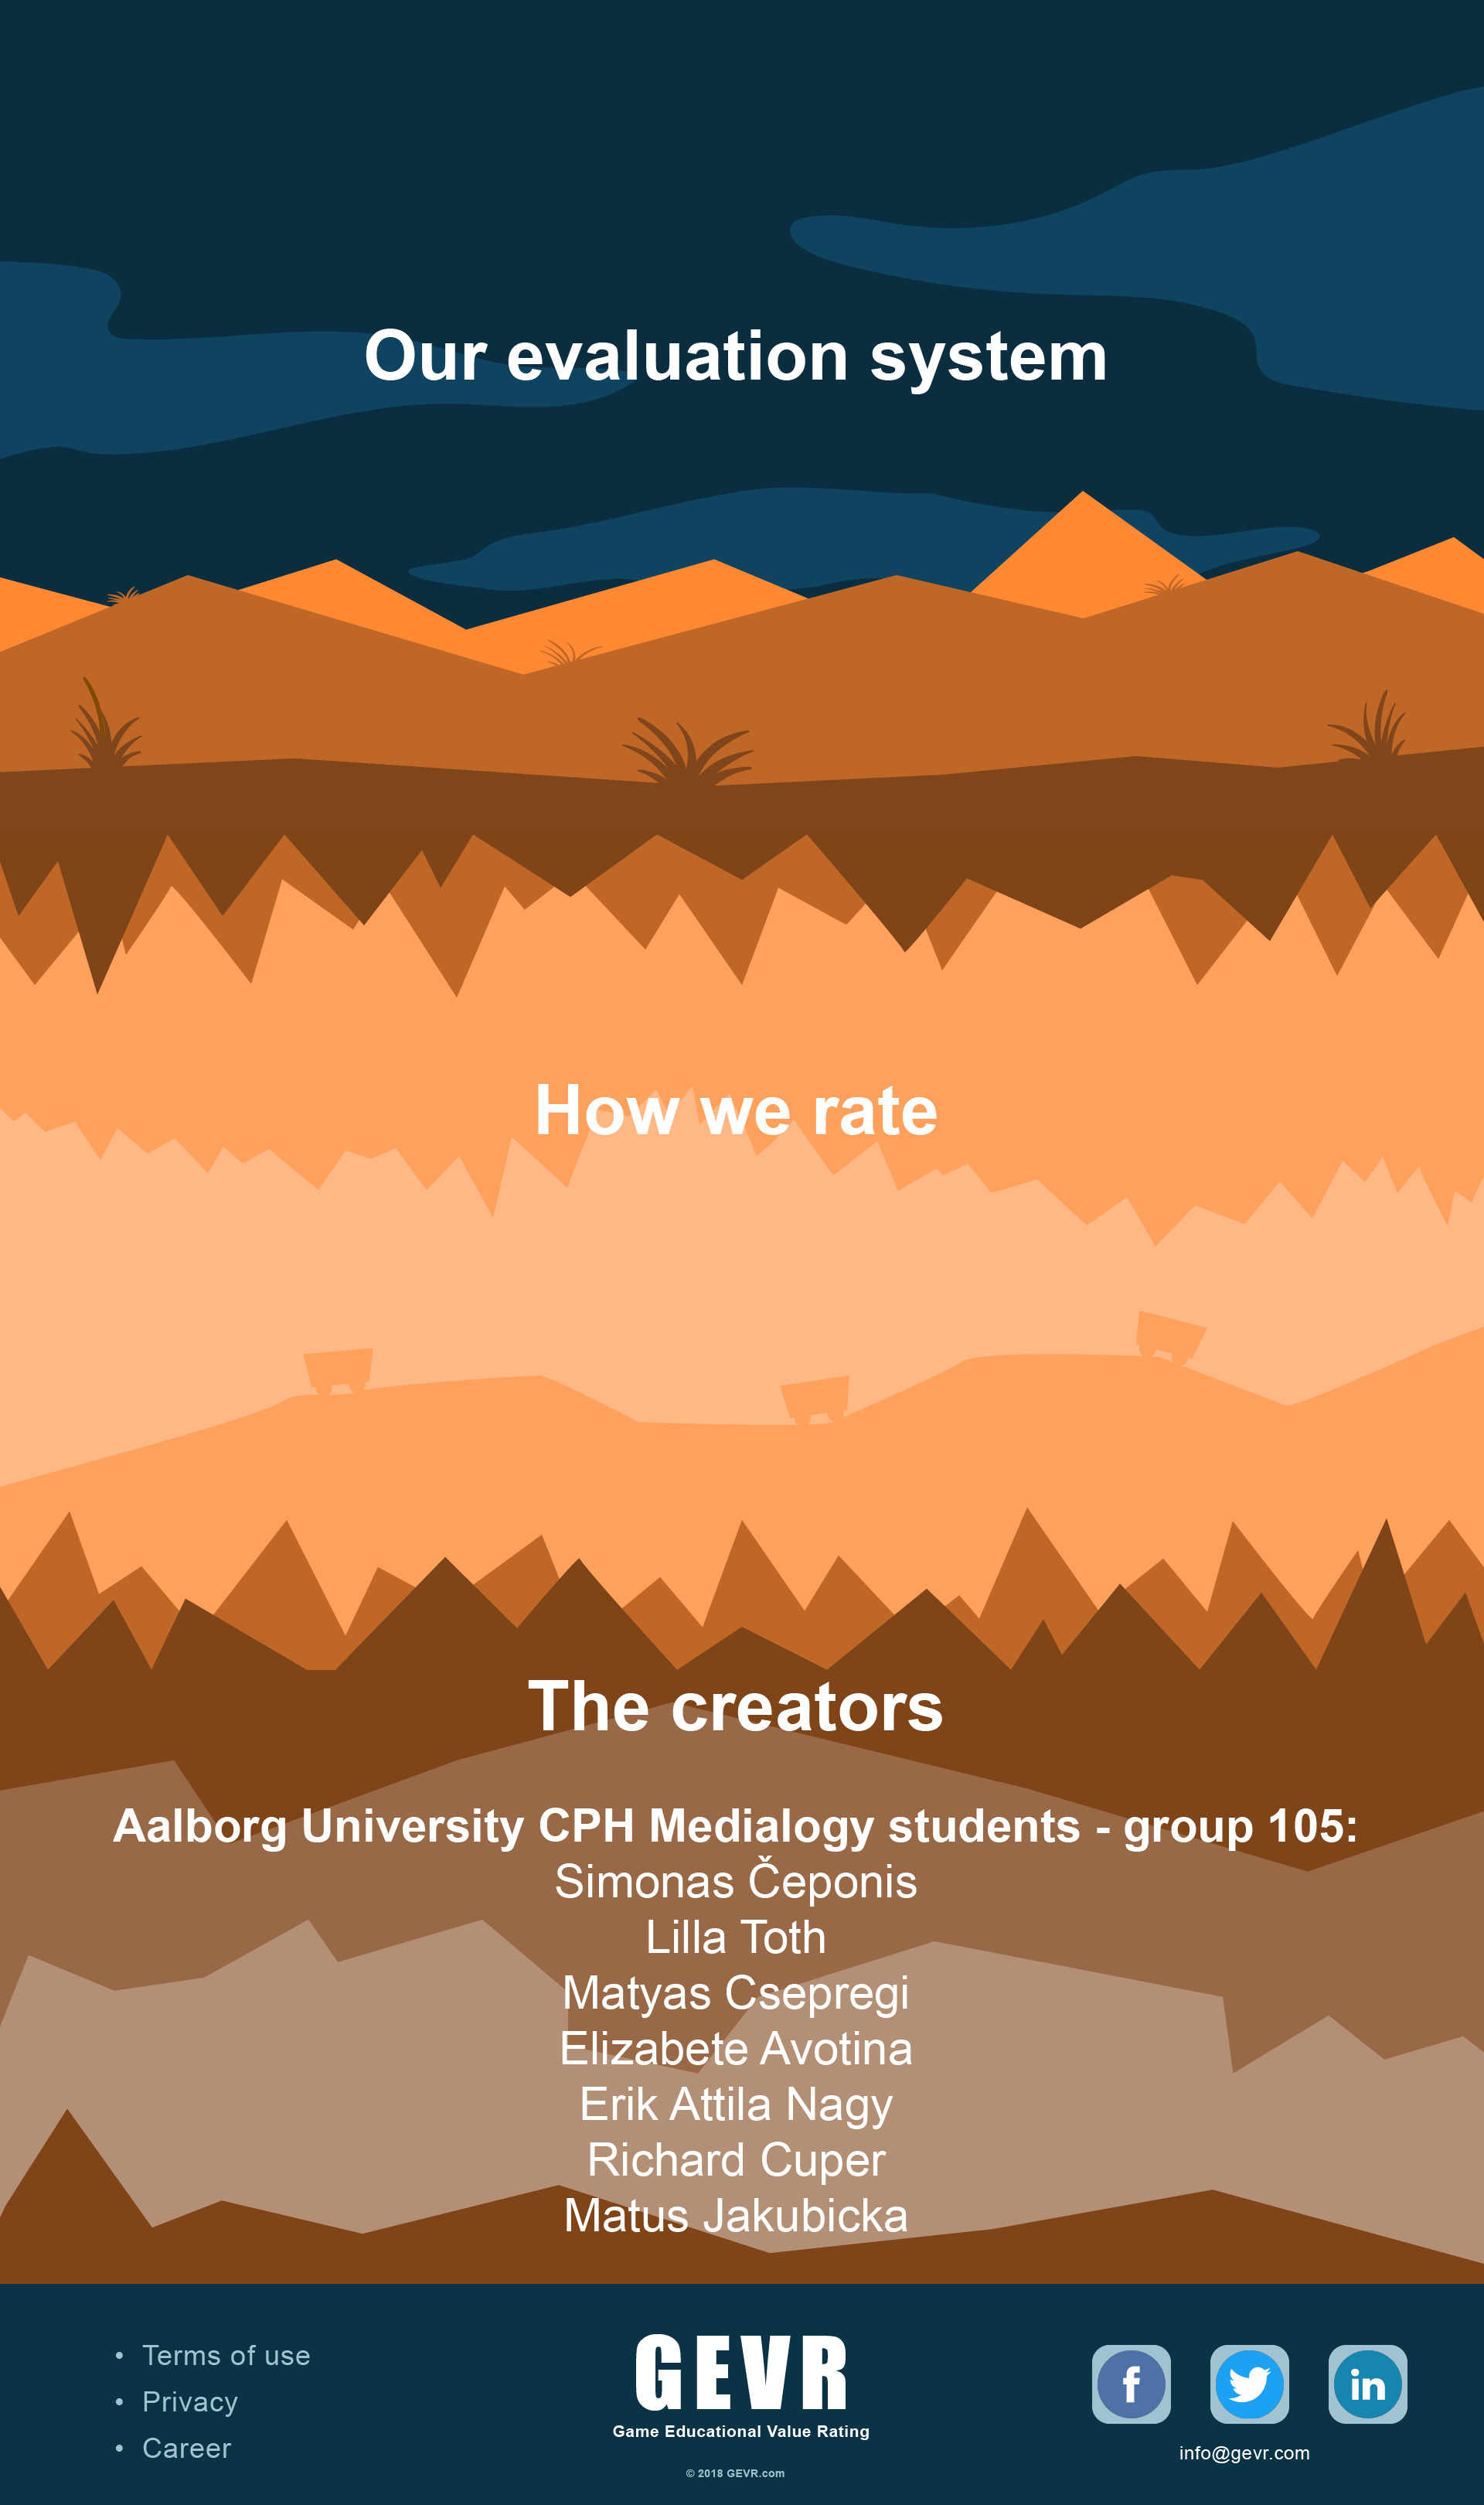 Our evaluation system
How we rate
The creators
Aalborg University CPH Medialogy students - group 105:
Simonas Čeponis
Lilla Toth
Matyas Csepregi
Elizabete Avotina
Erik Attila Nagy
Richard Cuper
Matus Jakubicka
• Terms of use
• Privacy
• Career
GEVR
Game Educational Value Rating
© 2018 GEVR.com
f
in
info@gevr.com